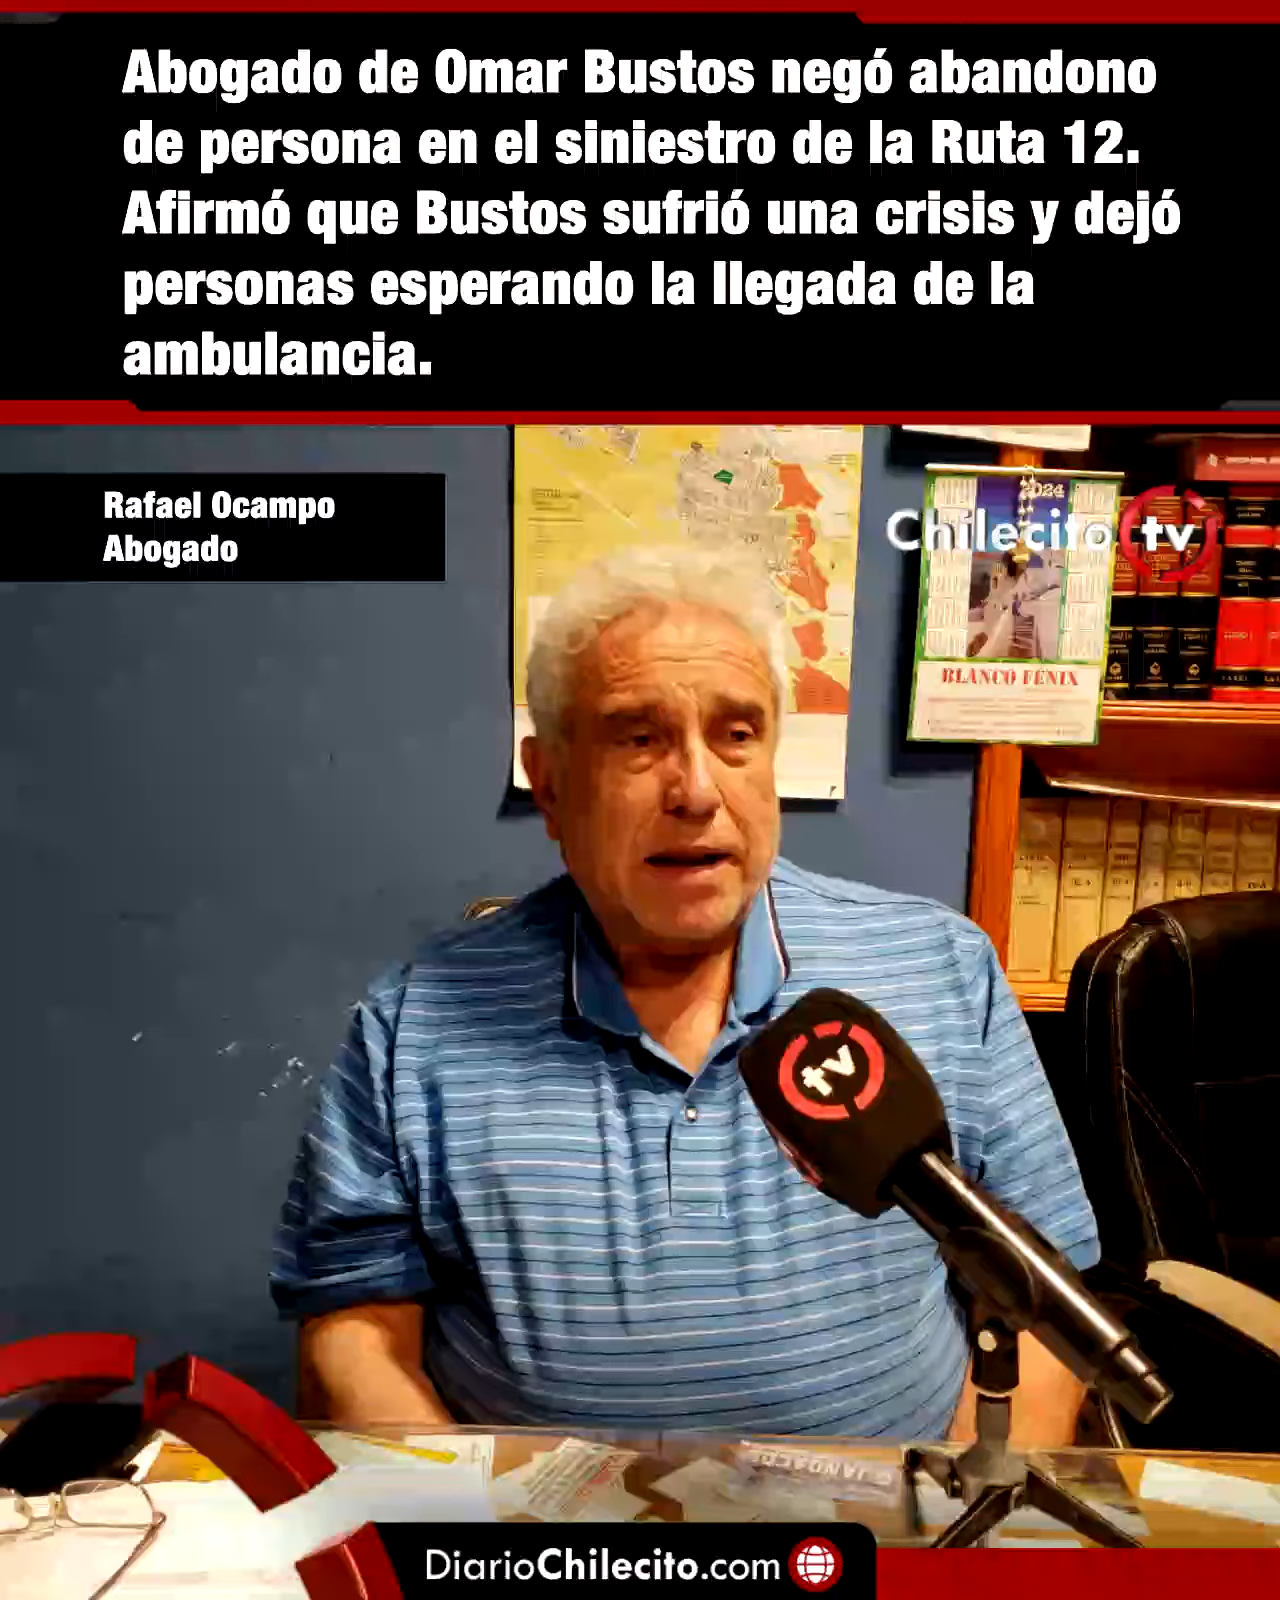 Abogado de Omar Bustos negó abandono
de persona en el siniestro de la Ruta 12.
Afirmó que Bustos sufrió una crisis y dejó
personas esperando la llegada de la
ambulancia.
Rafael Ocampo
Abogado
2024
Chilecito tv
BLANCO FENIX
tv
DiarioChilecito.com